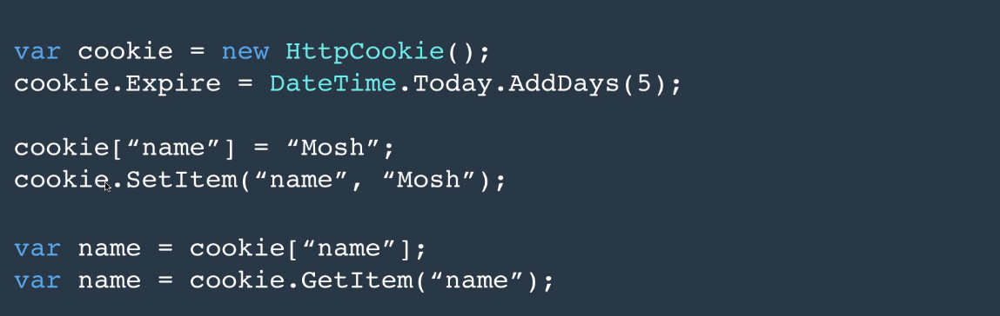 var cookie = new HttpCookie();
cookie.Expire = DateTime.Today.AddDays(5);
cookie[“name”] = “Mosh”;
cookie.SetItem(“name”, “Mosh”);
var name = cookie[“name”];
var name = cookie.GetItem(“name”);